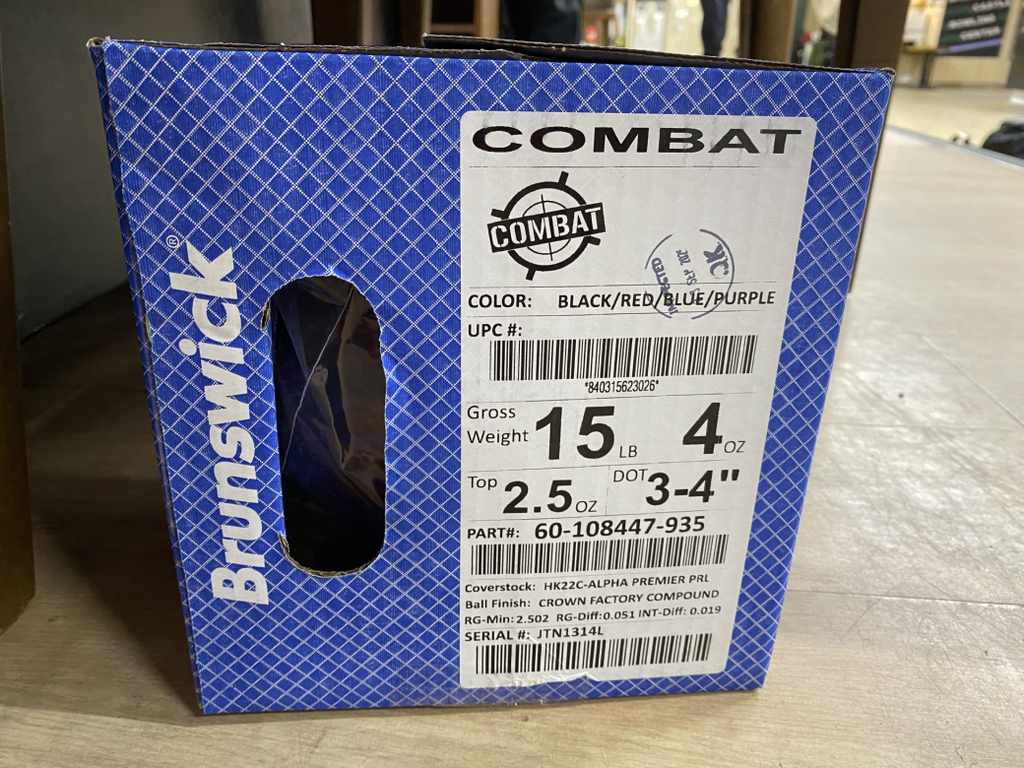 Brunswick®
COMBAT
COMBAT
COLOR: BLACK/RED/BLUE/PURPLE
UPC #:
*840315623026*
Gross
Weight 15 LB 4 OZ
Top 2.5 OZ DOT 3-4"
PART#: 60-108447-935
Coverstock: HK22C-ALPHA PREMIER PRL
Ball Finish: CROWN FACTORY COMPOUND
RG-Min: 2.502 RG-Diff:0.051 INT-Diff: 0.019
SERIAL #: JTN1314L
BOWLING
CENTER